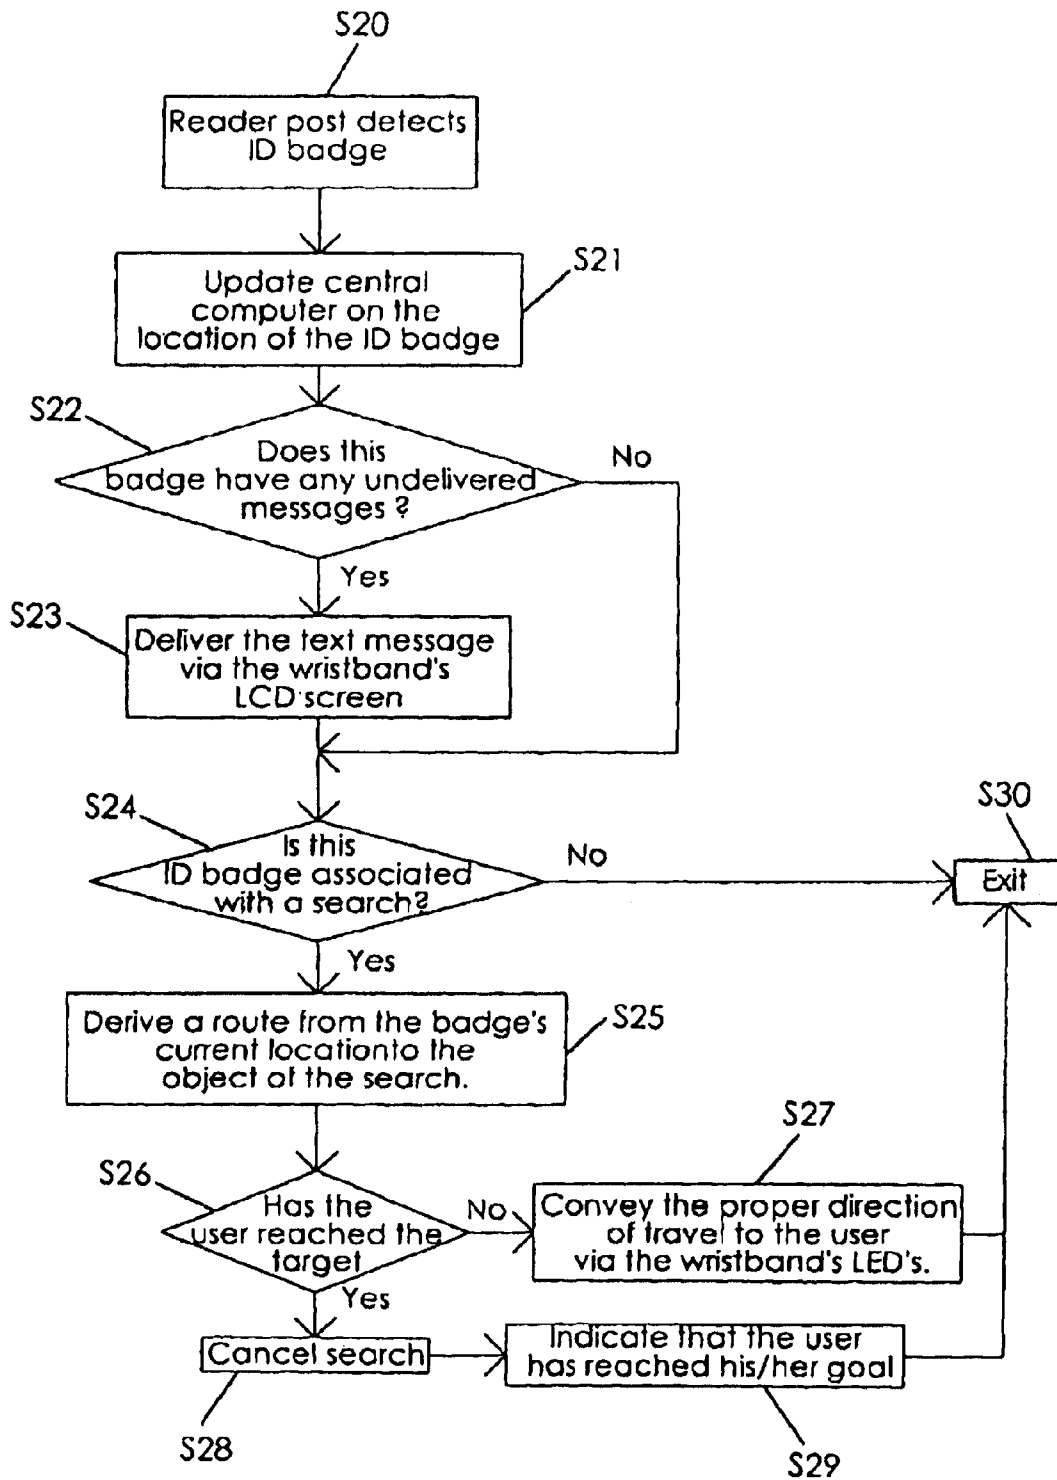 S20
Reader post detects
ID badge
S21
Update central
computer on the
location of the ID badge
S22
Does this
badge have any undelivered
messages ?
No
Yes
S23
Deliver the text message
via the wristband's
LCD screen
S24
Is this
ID badge associated
with a search?
No
S30
Exit
Yes
S25
Derive a route from the badge's
current locationto the
object of the search.
S26
Has the
user reached the
target
No
S27
Convey the proper direction
of travel to the user
via the wristband's LED's.
Yes
Cancel search
S28
Indicate that the user
has reached his/her goal
S29